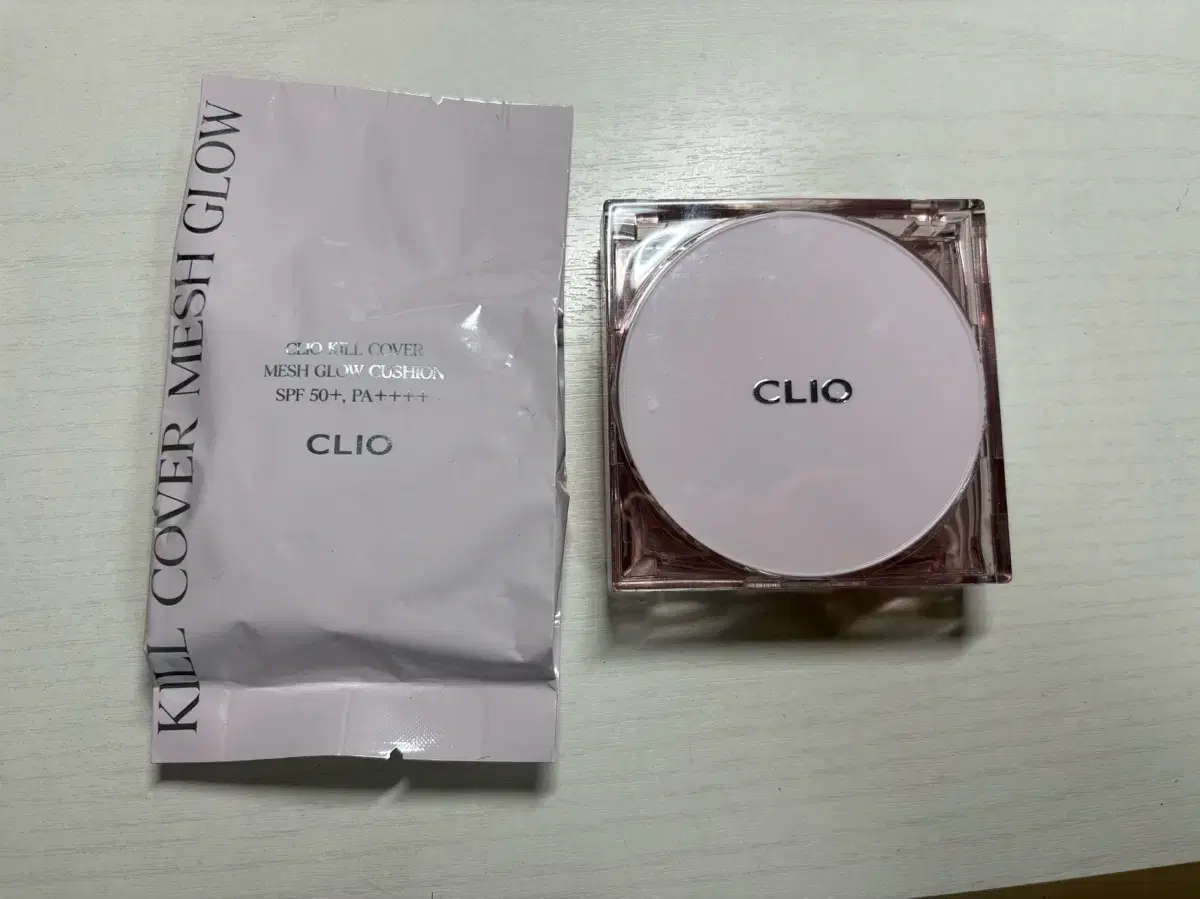 KILL COVER MESH GLOW
CLIO KILL COVER
MESH GLOW CUSHION
SPF 50+, PA++++
CLIO
CLIO